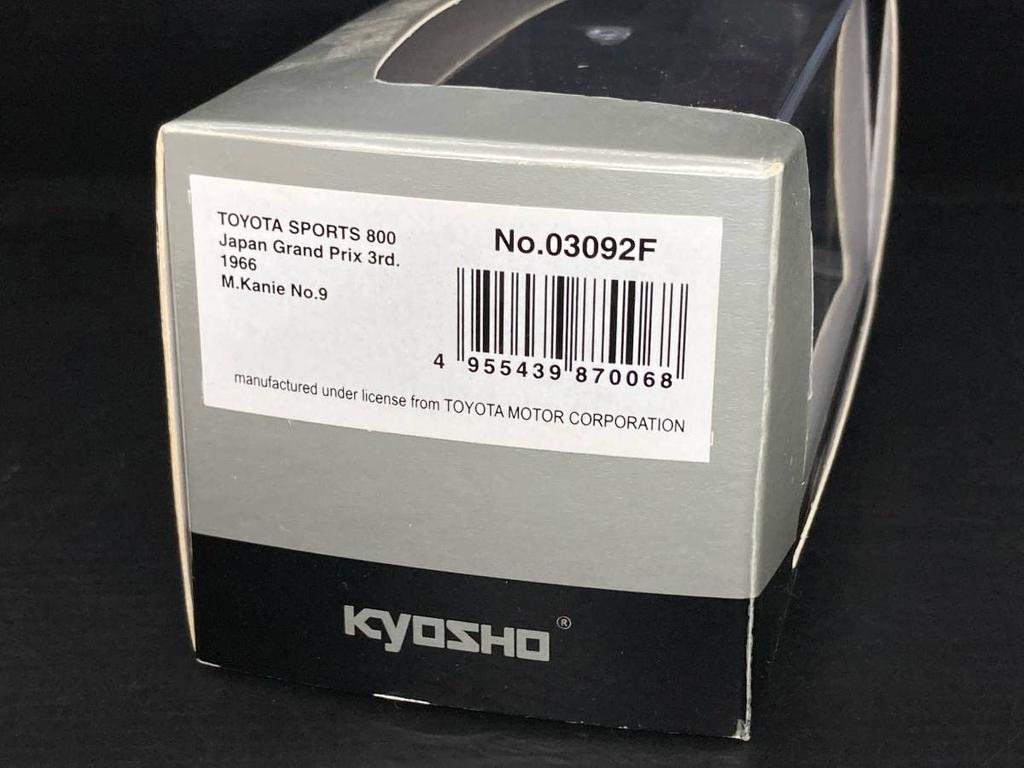 TOYOTA SPORTS 800
Japan Grand Prix 3rd.
1966
M.Kanie No.9
No.03092F
4 955439 870068
manufactured under license from TOYOTA MOTOR CORPORATION
KYOSHO®